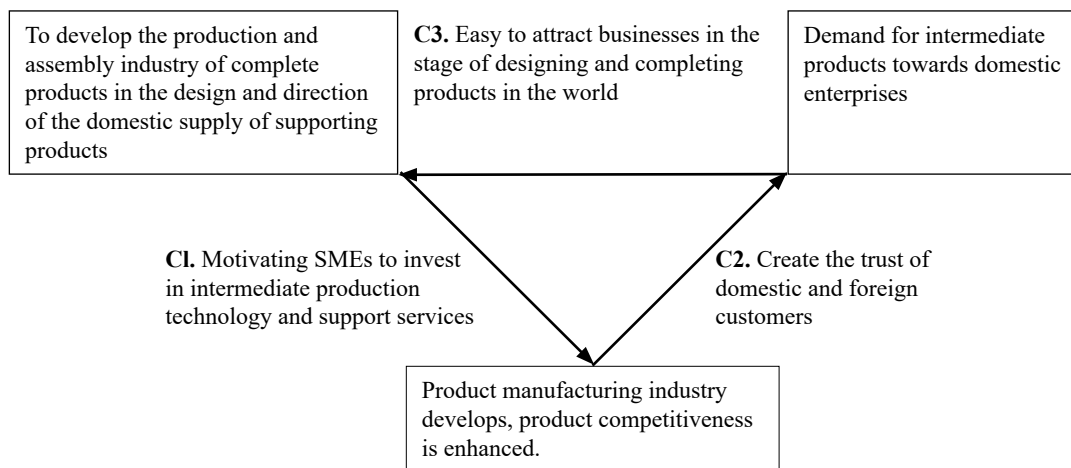 To develop the production and
assembly industry of complete
products in the design and direction
of the domestic supply of supporting
products
C3. Easy to attract businesses in the
stage of designing and completing
products in the world
Demand for intermediate
products towards domestic
enterprises
Cl. Motivating SMEs to invest
in intermediate production
technology and support services
C2. Create the trust of
domestic and foreign
customers
Product manufacturing industry
develops, product competitiveness
is enhanced.